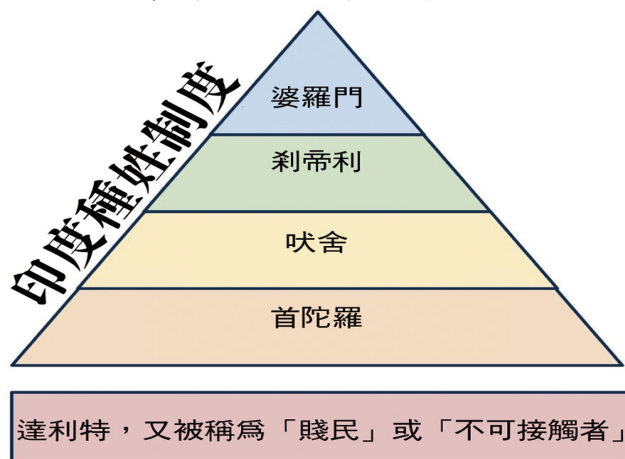 印度種姓制度
婆羅門
剎帝利
吠舍
首陀羅
達利特，又被稱爲「賤民」或「不可接觸者」